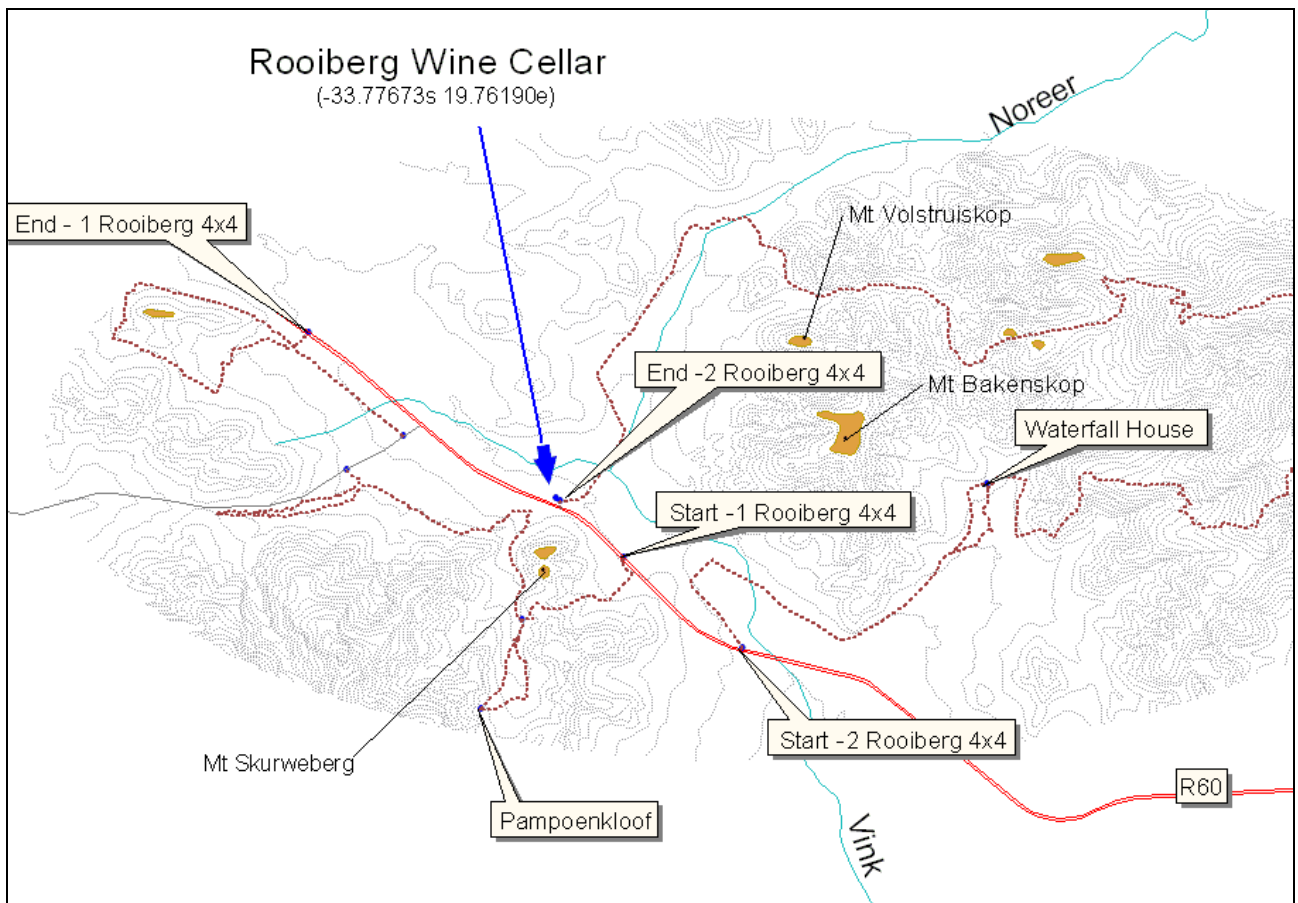 Rooiberg Wine Cellar
(-33.77673s 19.76190e)
Noreer
End - 1 Rooiberg 4x4
Mt Volstruiskop
End -2 Rooiberg 4x4
Mt Bakenskop
Waterfall House
Start -1 Rooiberg 4x4
Start -2 Rooiberg 4x4
Mt Skurweberg
R60
Pampoenkloof
Vink